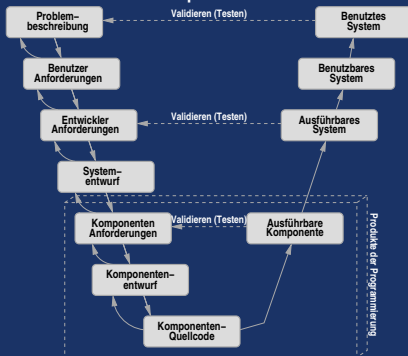 Problem–
beschreibung
Validieren (Testen)
Benutztes
System
Benutzer
Anforderungen
Benutzbares
System
Entwickler
Anforderungen
Validieren (Testen)
Ausführbares
System
System–
entwurf
Komponenten
Anforderungen
Validieren (Testen)
Ausführbare
Komponente
Produkte der Programmierung
Komponenten–
entwurf
Komponenten–
Quellcode